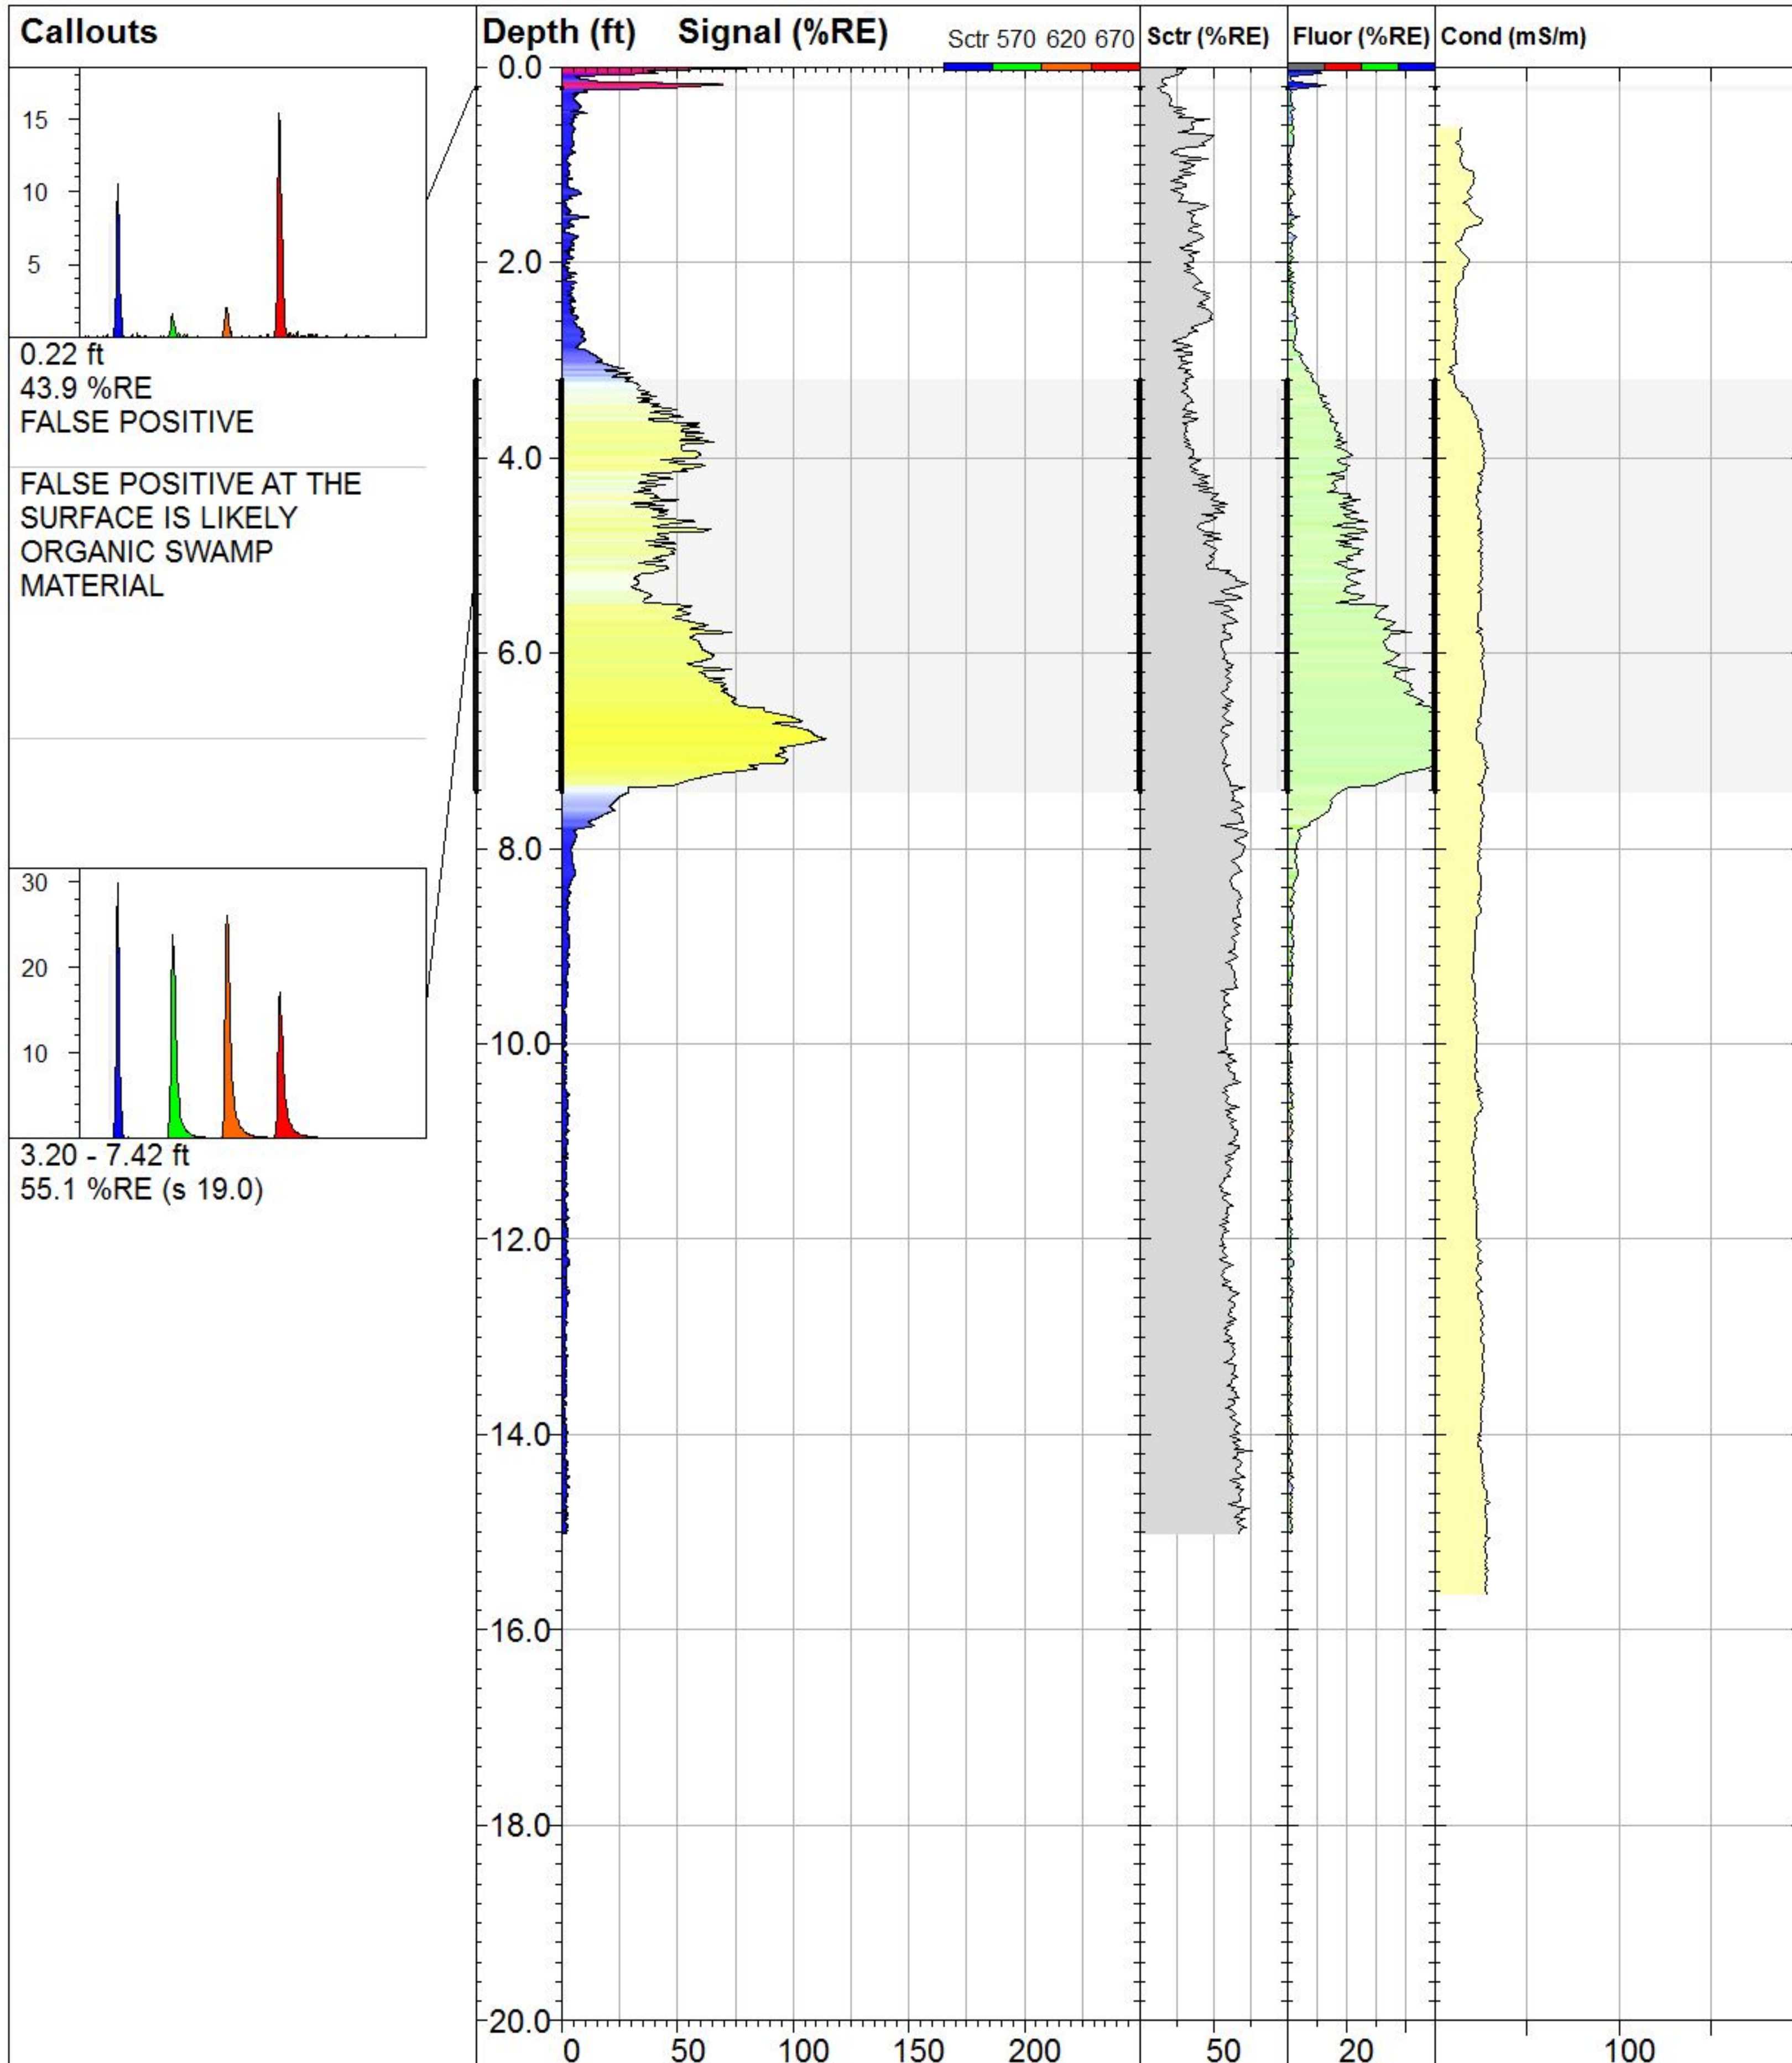 Callouts
Depth (ft) Signal (%RE) Sctr 570 620 670 Sctr (%RE) Fluor (%RE) Cond (mS/m)
15
10
5
0.22 ft
43.9 %RE
FALSE POSITIVE
FALSE POSITIVE AT THE
SURFACE IS LIKELY
ORGANIC SWAMP
MATERIAL
30
20
10
3.20 - 7.42 ft
55.1 %RE (s 19.0)
0.0
2.0
4.0
6.0
8.0
10.0
12.0
14.0
16.0
18.0
20.0
0 50 100 150 200 50 20 100